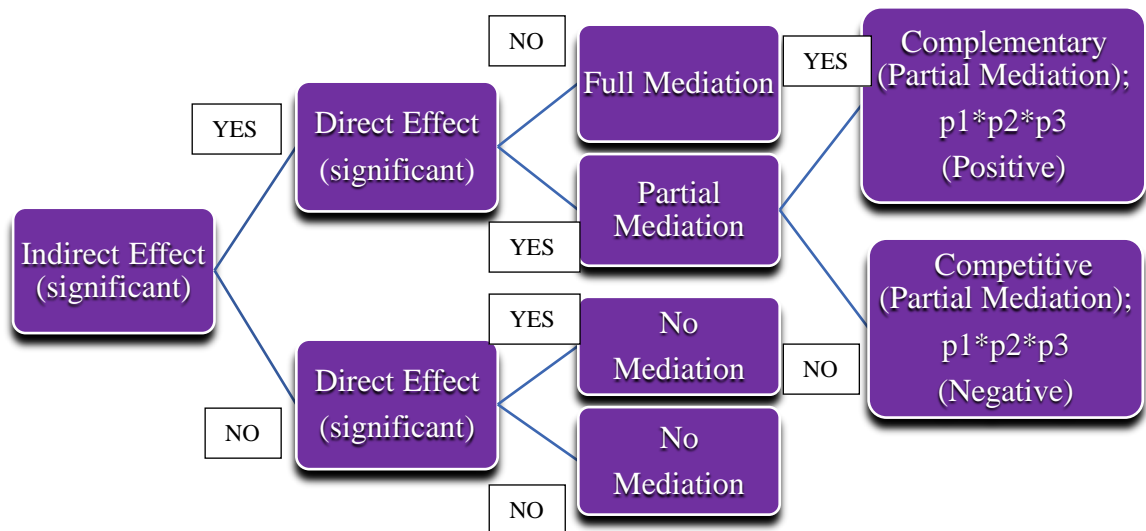 Indirect Effect
(significant)
YES
Direct Effect
(significant)
NO
Direct Effect
(significant)
NO
Full Mediation
YES
Partial
Mediation
YES
No
Mediation
NO
No
Mediation
YES
Complementary
(Partial Mediation);
p1*p2*p3
(Positive)
NO
Competitive
(Partial Mediation);
p1*p2*p3
(Negative)